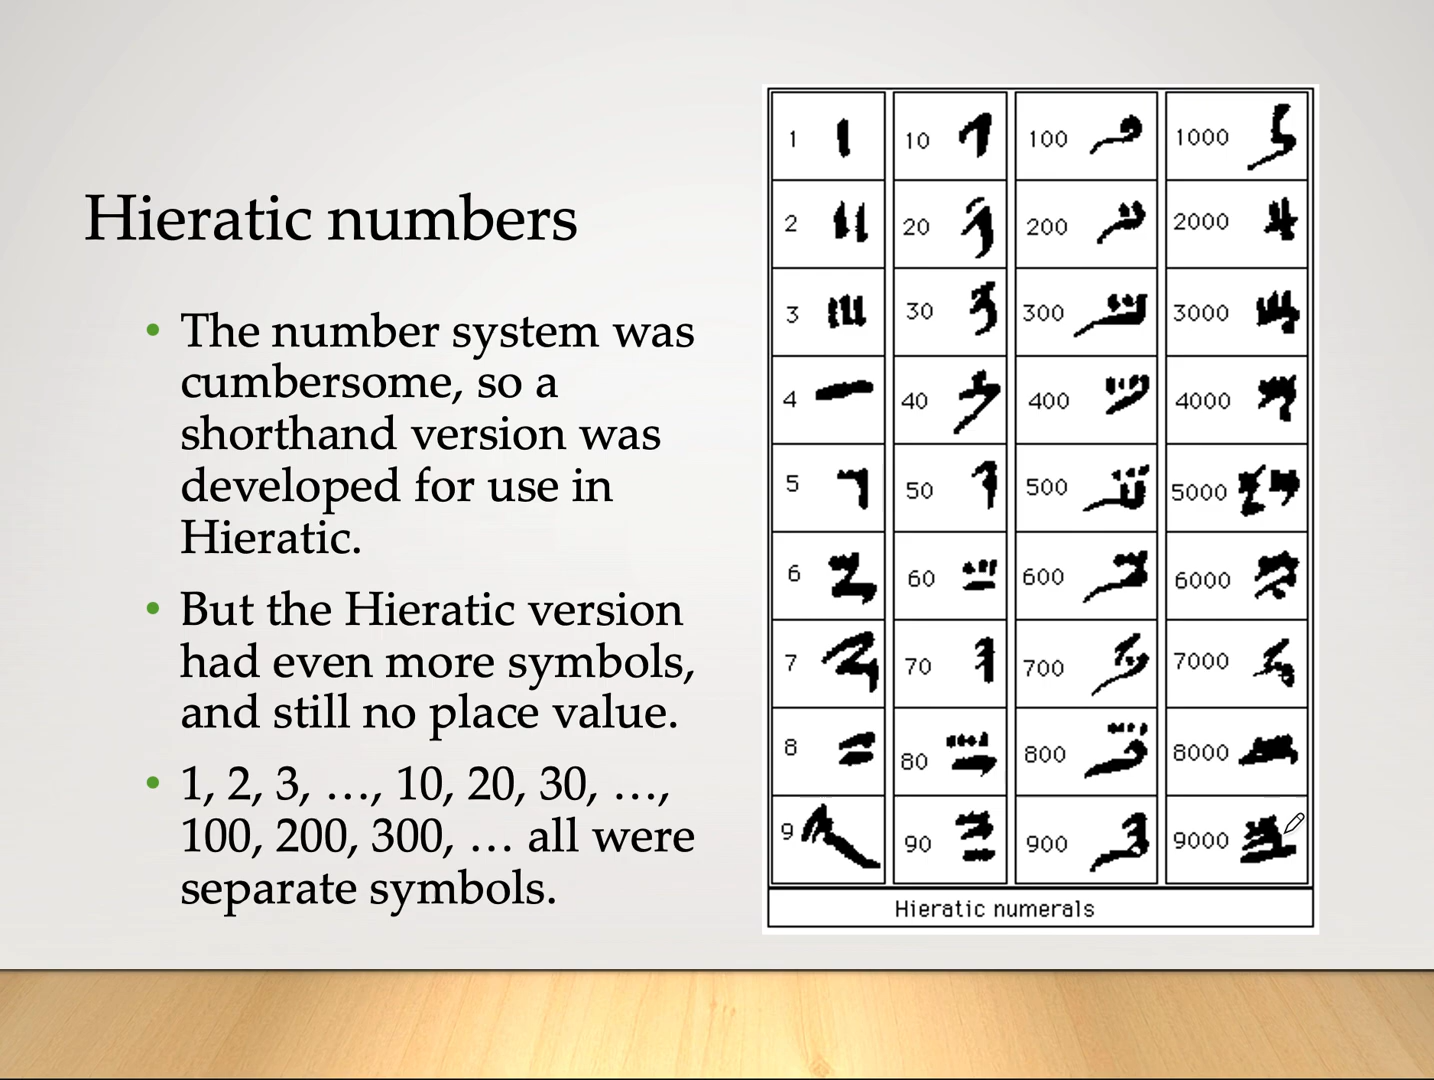 Hieratic numbers
• The number system was
cumbersome, so a
shorthand version was
developed for use in
Hieratic.
• But the Hieratic version
had even more symbols,
and still no place value.
• 1, 2, 3, …, 10, 20, 30, …,
100, 200, 300, … all were
separate symbols.
1 10 100 1000
2 20 200 2000
3 30 300 3000
4 40 400 4000
5 50 500 5000
6 60 600 6000
7 70 700 7000
8 80 800 8000
9 90 900 9000
Hieratic numerals